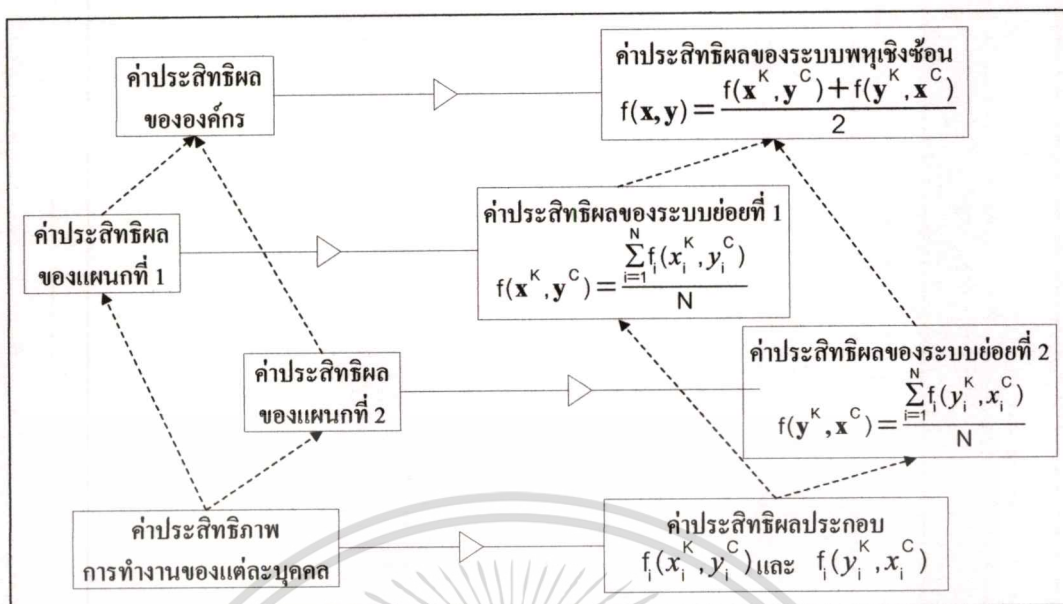 ค่าประสิทธิผล
ขององค์กร
ค่าประสิทธิผลของระบบพหุเชิงซ้อน
f(x,y) = (f(x^K,y^C)+f(y^K,x^C))/2
ค่าประสิทธิผล
ของแผนกที่ 1
ค่าประสิทธิผลของระบบย่อยที่ 1
f(x^K,y^C) = (∑_{i=1}^{N} f_i(x_i^K,y_i^C))/N
ค่าประสิทธิผล
ของแผนกที่ 2
ค่าประสิทธิผลของระบบย่อยที่ 2
f(y^K,x^C) = (∑_{i=1}^{N} f_i(y_i^K,x_i^C))/N
ค่าประสิทธิภาพ
การทำงานของแต่ละบุคคล
ค่าประสิทธิผลประกอบ
f_i(x_i^K,y_i^C) และ f_i(y_i^K,x_i^C)